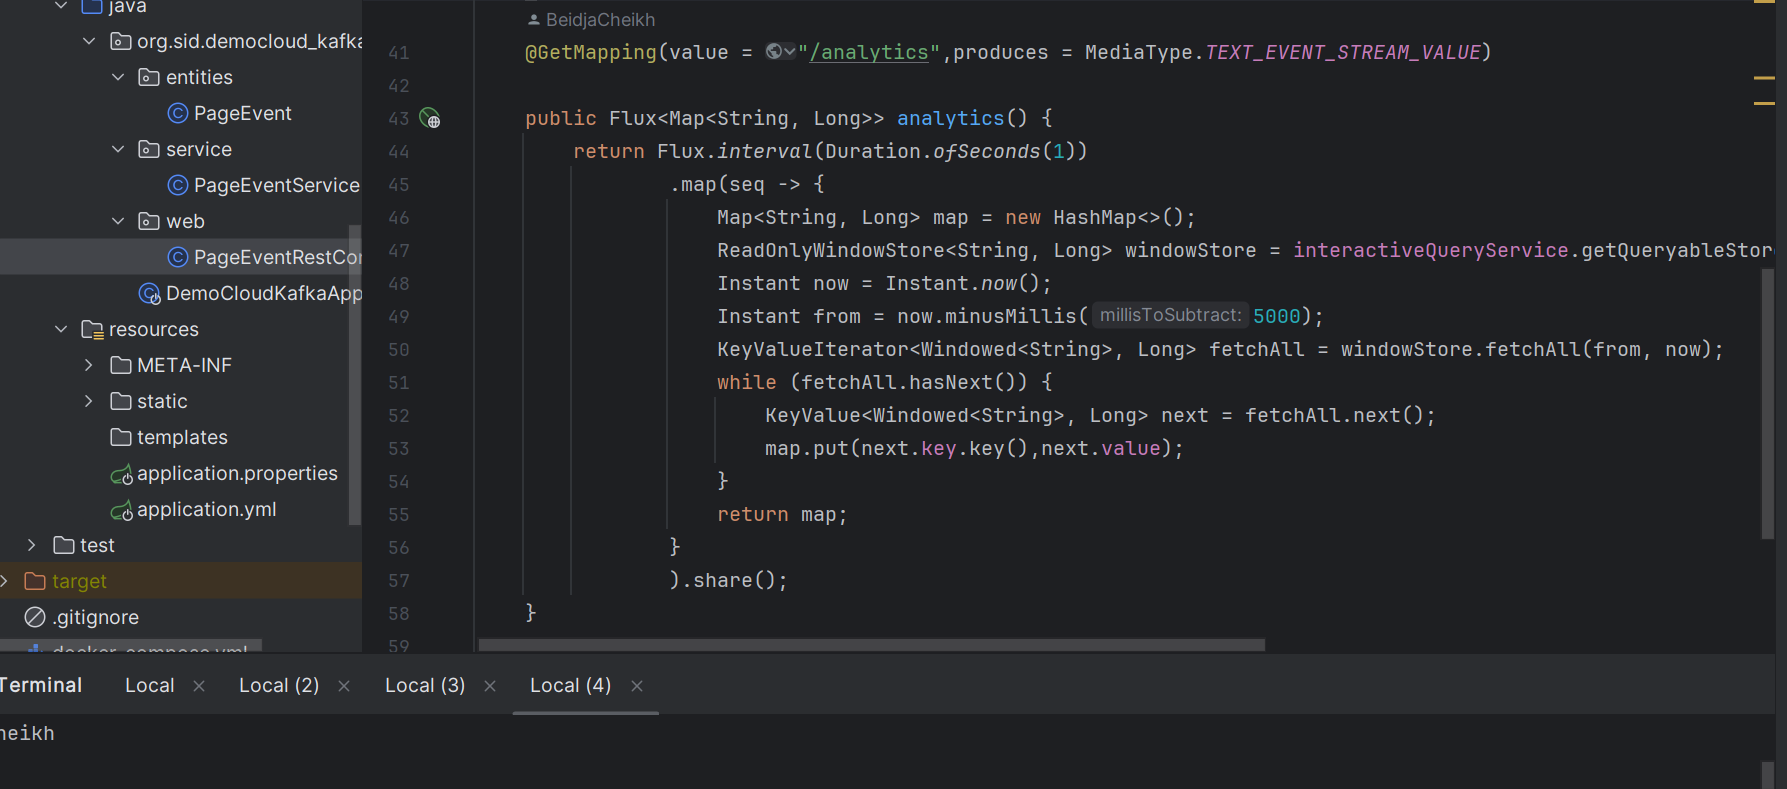 java
org.sid.democloud_kafka
entities
PageEvent
service
PageEventService
web
PageEventRestCo
DemoCloudKafkaApp
resources
META-INF
static
templates
application.properties
application.yml
test
target
.gitignore
BeidjaCheikh
41 @GetMapping(value = "/analytics",produces = MediaType.TEXT_EVENT_STREAM_VALUE)
42
43 public Flux<Map<String, Long>> analytics() {
44 return Flux.interval(Duration.ofSeconds(1))
45 .map(seq -> {
46 Map<String, Long> map = new HashMap<>();
47 ReadOnlyWindowStore<String, Long> windowStore = interactiveQueryService.getQueryableStor
48 Instant now = Instant.now();
49 Instant from = now.minusMillis( millisToSubtract: 5000);
50 KeyValueIterator<Windowed<String>, Long> fetchAll = windowStore.fetchAll(from, now);
51 while (fetchAll.hasNext()) {
52 KeyValue<Windowed<String>, Long> next = fetchAll.next();
53 map.put(next.key.key(),next.value);
54 }
55 return map;
56 }
57 ).share();
58 }
59
Terminal Local Local (2) Local (3) Local (4)
heikh